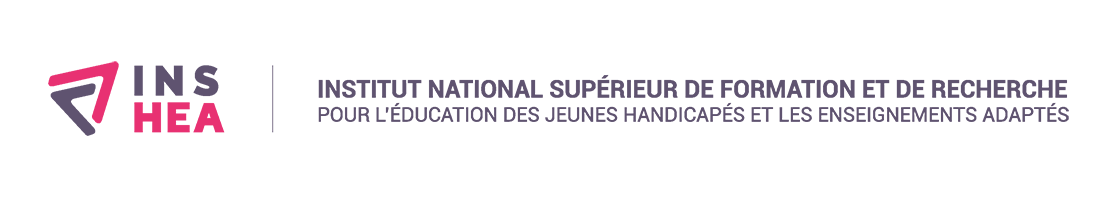 INS
HEA
INSTITUT NATIONAL SUPÉRIEUR DE FORMATION ET DE RECHERCHE
POUR L'ÉDUCATION DES JEUNES HANDICAPÉS ET LES ENSEIGNEMENTS ADAPTÉS